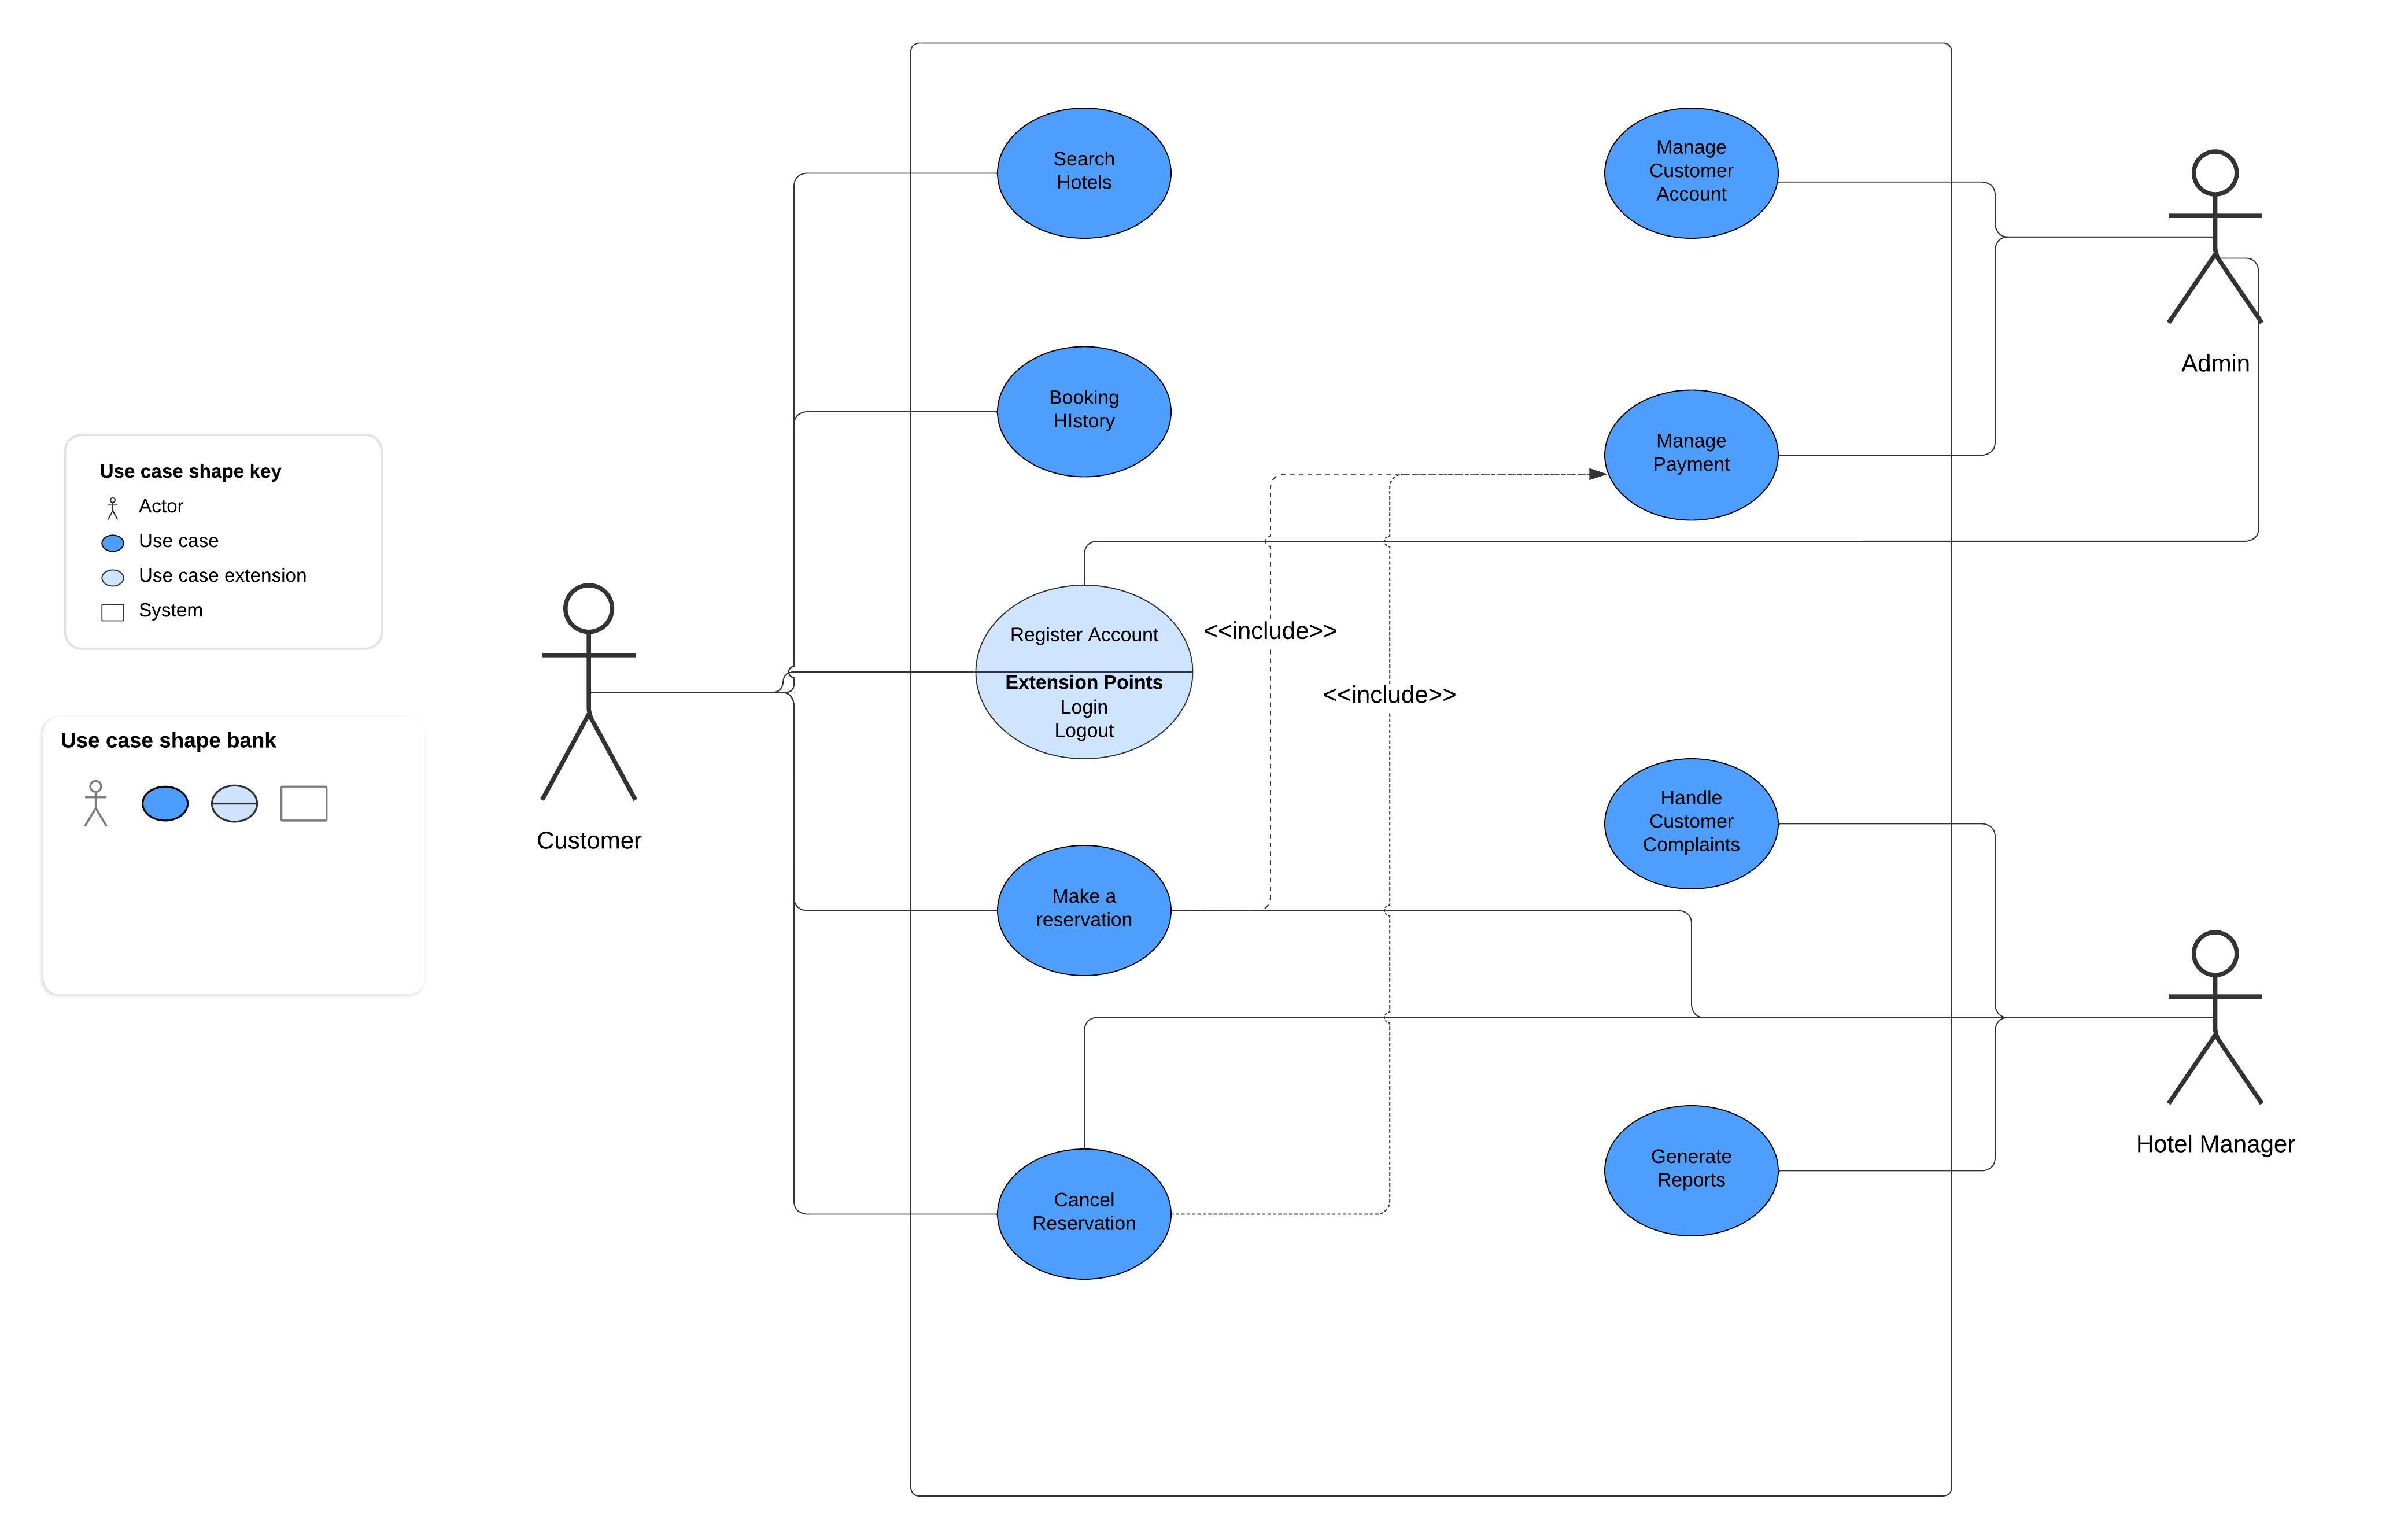 Use case shape key
Actor
Use case
Use case extension
System
Use case shape bank
Customer
Search
Hotels
Booking
HIstory
Register Account
Extension Points
Login
Logout
Make a
reservation
Cancel
Reservation
<<include>>
<<include>>
Manage
Customer
Account
Manage
Payment
Handle
Customer
Complaints
Generate
Reports
Admin
Hotel Manager